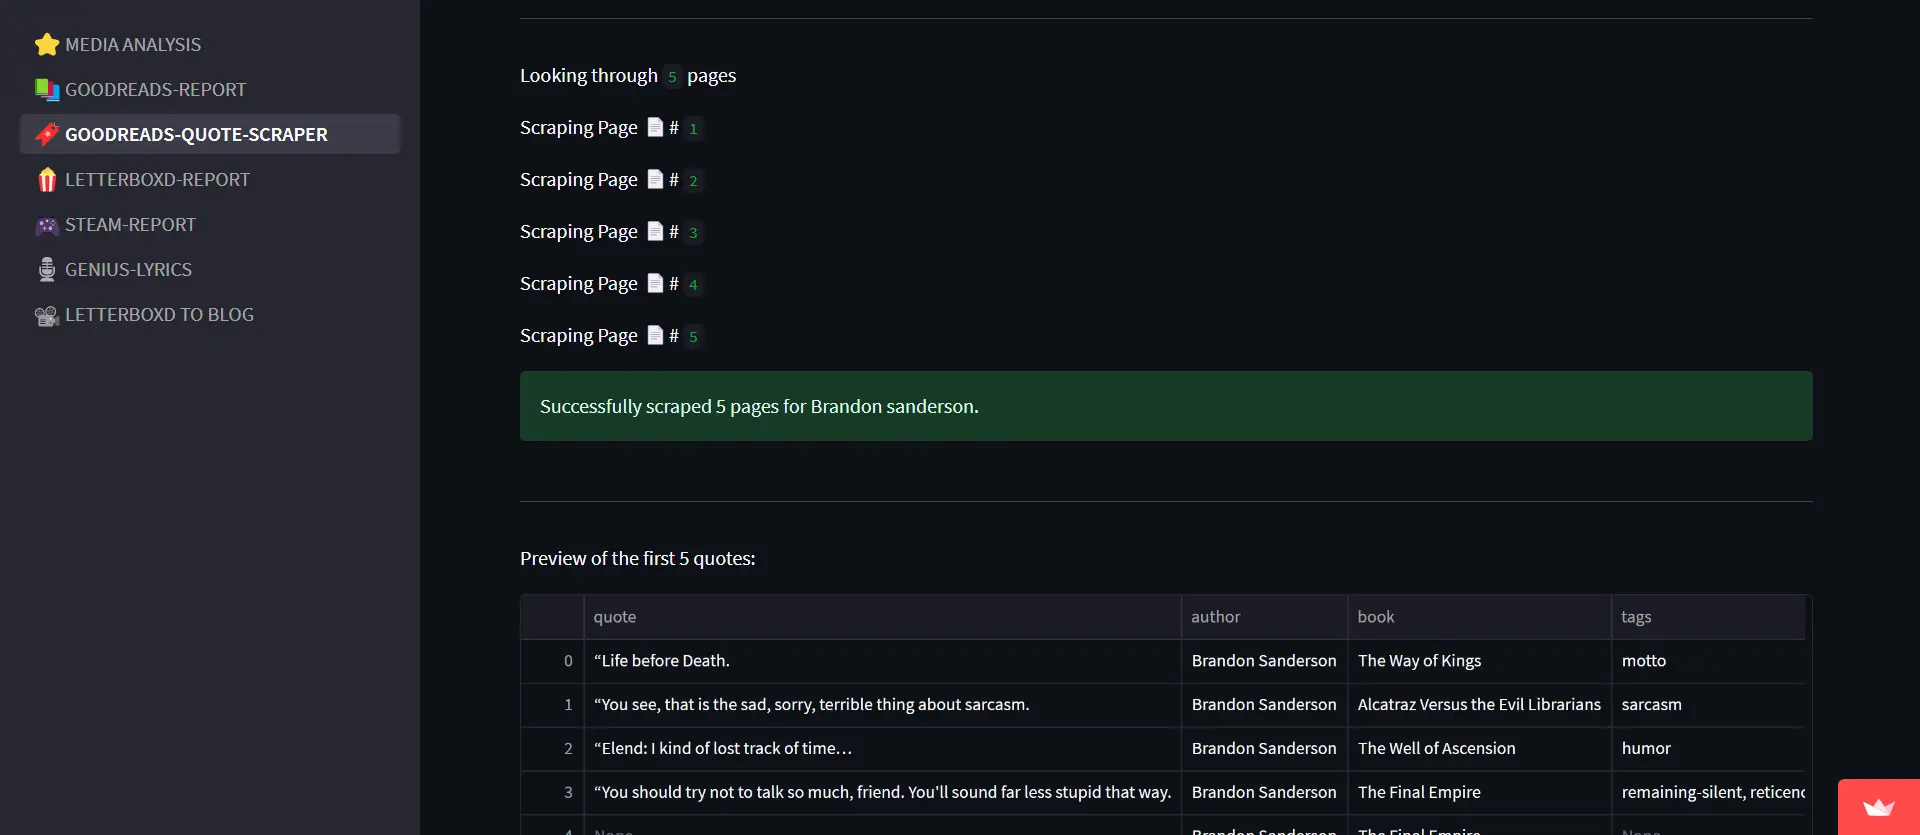 MEDIA ANALYSIS
GOODREADS-REPORT
GOODREADS-QUOTE-SCRAPER
LETTERBOXD-REPORT
STEAM-REPORT
GENIUS-LYRICS
LETTERBOXD TO BLOG
Looking through 5 pages
Scraping Page 📄 # 1
Scraping Page 📄 # 2
Scraping Page 📄 # 3
Scraping Page 📄 # 4
Scraping Page 📄 # 5
Successfully scraped 5 pages for Brandon sanderson.
Preview of the first 5 quotes:
quote author book tags
0 “Life before Death. Brandon Sanderson The Way of Kings motto
1 “You see, that is the sad, sorry, terrible thing about sarcasm. Brandon Sanderson Alcatraz Versus the Evil Librarians sarcasm
2 “Elend: I kind of lost track of time… Brandon Sanderson The Well of Ascension humor
3 “You should try not to talk so much, friend. You'll sound far less stupid that way. Brandon Sanderson The Final Empire remaining-silent, reticenc
4 None Brandon Sanderson The Final Empire None